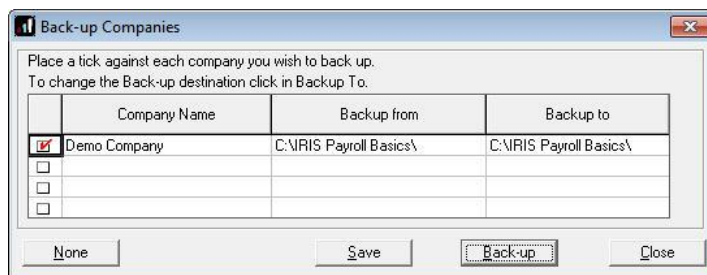 Back-up Companies
Place a tick against each company you wish to back up.
To change the Back-up destination click in Backup To.
Company Name Backup from Backup to
Demo Company C:\IRIS Payroll Basics\ C:\IRIS Payroll Basics\
None Save Back-up Close